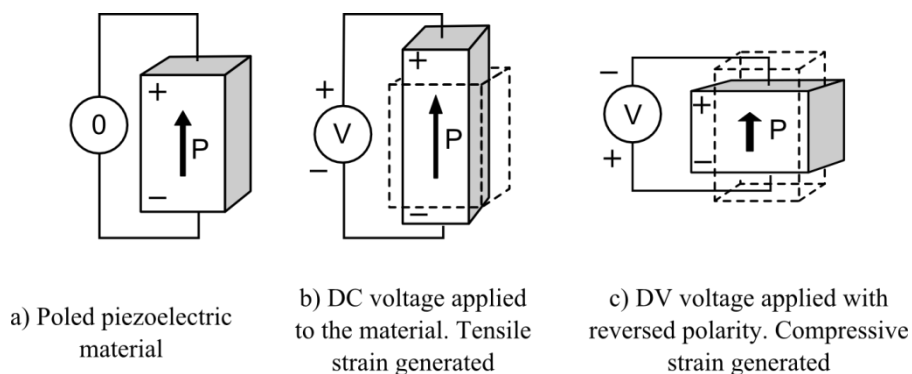 0
+
P
−
+
V
−
+
P
−
−
V
+
+
P
−
a) Poled piezoelectric
material
b) DC voltage applied
to the material. Tensile
strain generated
c) DV voltage applied with
reversed polarity. Compressive
strain generated